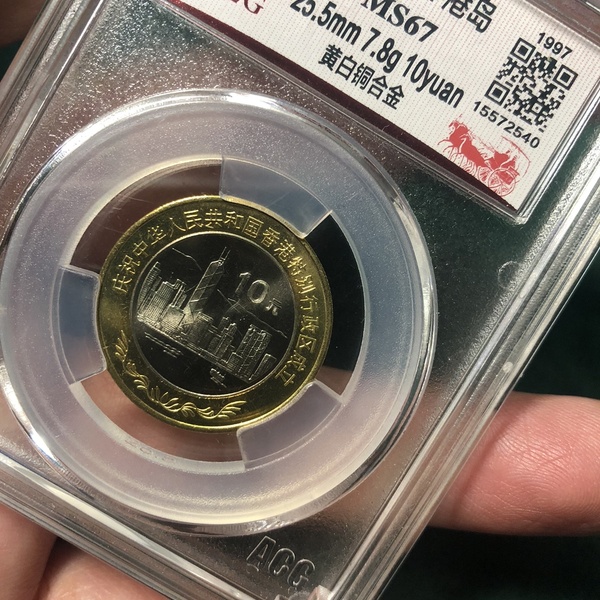 港岛
MS67
25.5mm 7.8g 10yuan
黄白铜合金
1997
15572540
庆祝中华人民共和国香港特别行政区成立
10元
ACG